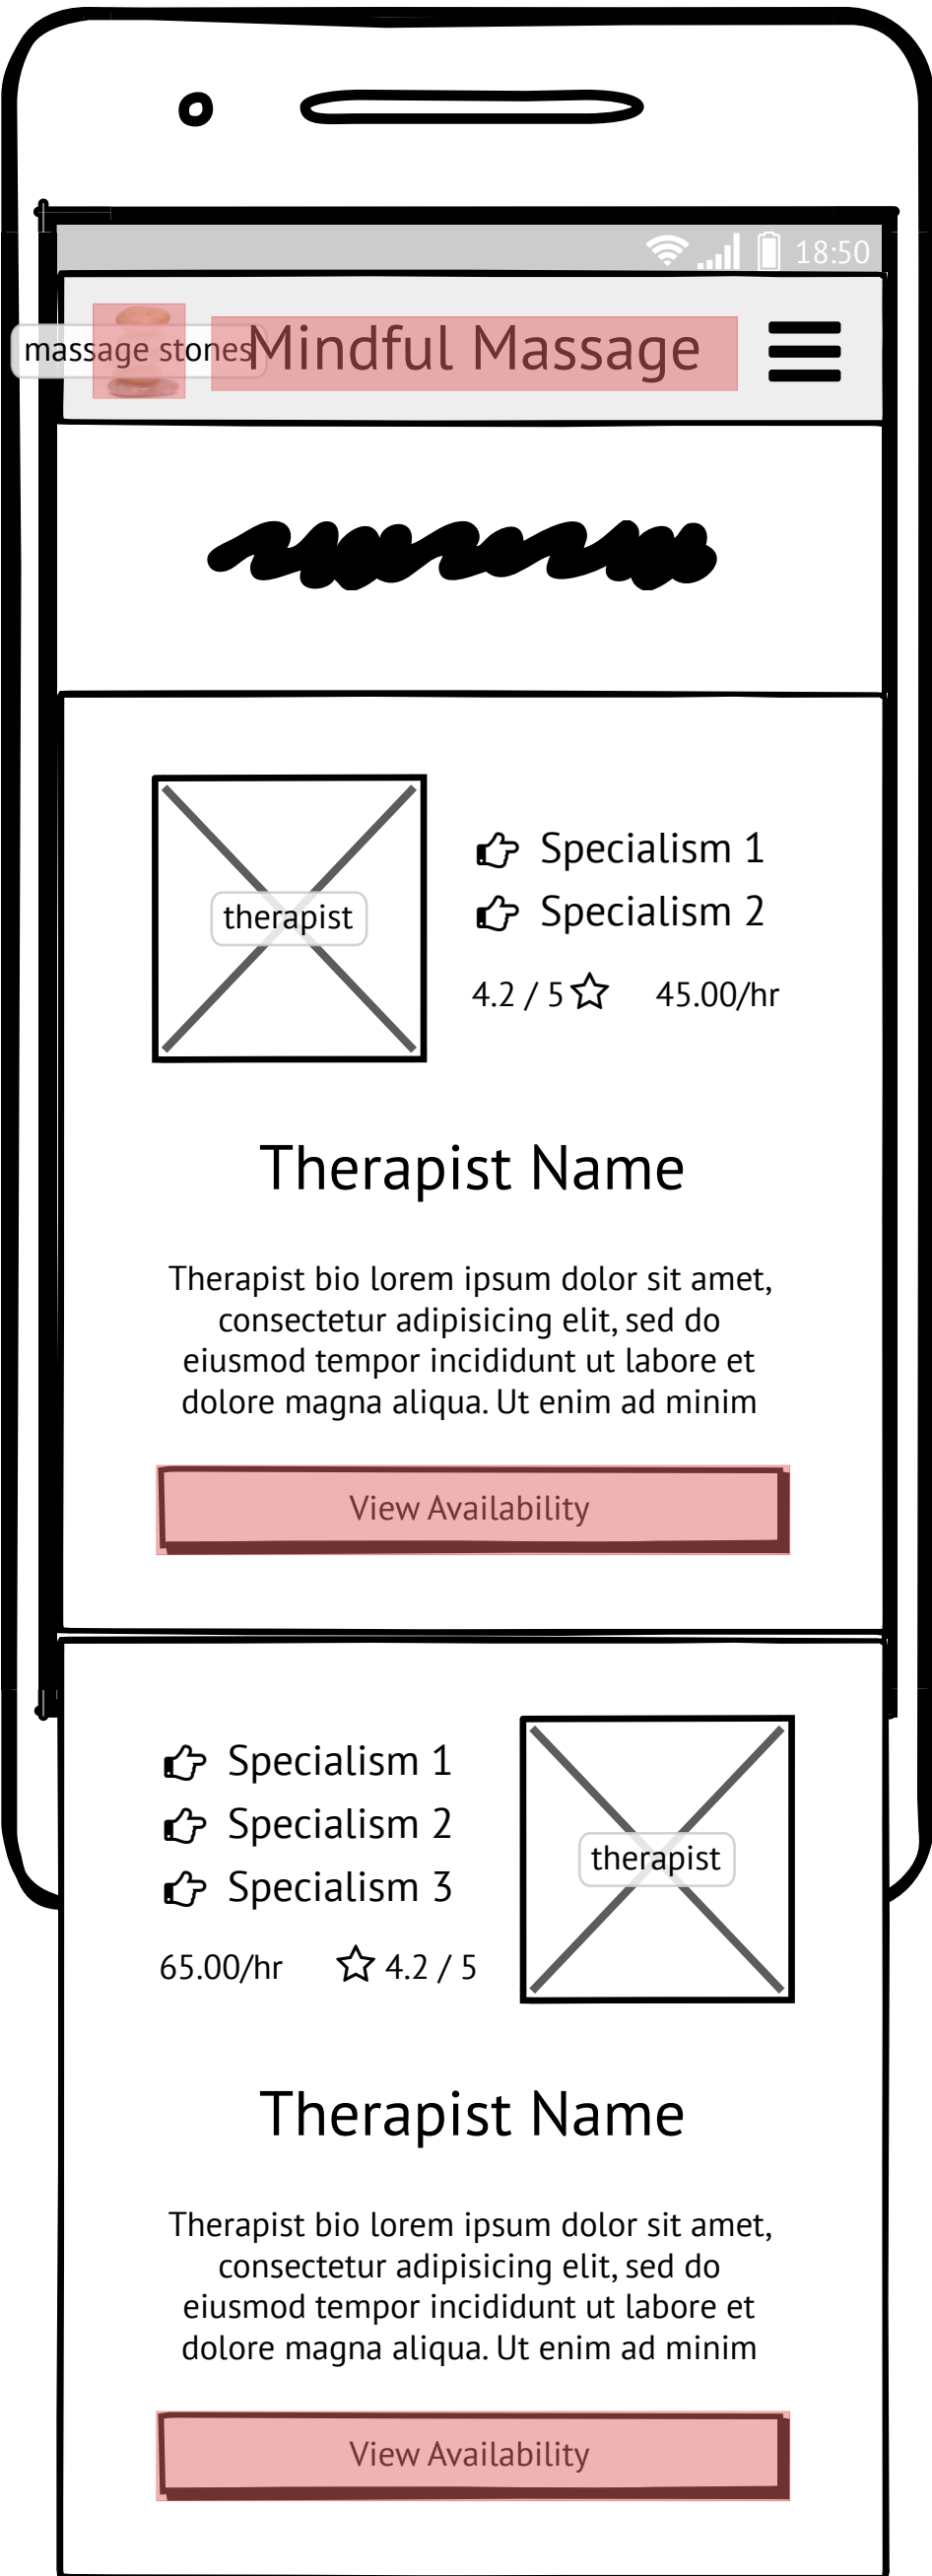 18:50
massage stones
Mindful Massage
therapist
Specialism 1
Specialism 2
4.2 / 5 45.00/hr
Therapist Name
Therapist bio lorem ipsum dolor sit amet,
consectetur adipisicing elit, sed do
eiusmod tempor incididunt ut labore et
dolore magna aliqua. Ut enim ad minim
View Availability
Specialism 1
Specialism 2
Specialism 3
therapist
65.00/hr 4.2 / 5
Therapist Name
Therapist bio lorem ipsum dolor sit amet,
consectetur adipisicing elit, sed do
eiusmod tempor incididunt ut labore et
dolore magna aliqua. Ut enim ad minim
View Availability